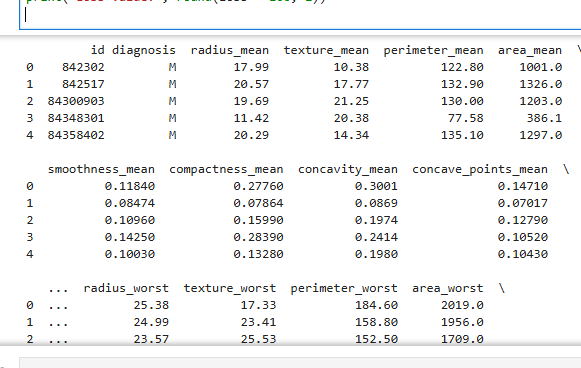 id diagnosis radius_mean texture_mean perimeter_mean area_mean \
0 842302 M 17.99 10.38 122.80 1001.0
1 842517 M 20.57 17.77 132.90 1326.0
2 84300903 M 19.69 21.25 130.00 1203.0
3 84348301 M 11.42 20.38 77.58 386.1
4 84358402 M 20.29 14.34 135.10 1297.0
smoothness_mean compactness_mean concavity_mean concave_points_mean \
0 0.11840 0.27760 0.3001 0.14710
1 0.08474 0.07864 0.0869 0.07017
2 0.10960 0.15990 0.1974 0.12790
3 0.14250 0.28390 0.2414 0.10520
4 0.10030 0.13280 0.1980 0.10430
... radius_worst texture_worst perimeter_worst area_worst \
0 ... 25.38 17.33 184.60 2019.0
1 ... 24.99 23.41 158.80 1956.0
2 ... 23.57 25.53 152.50 1709.0